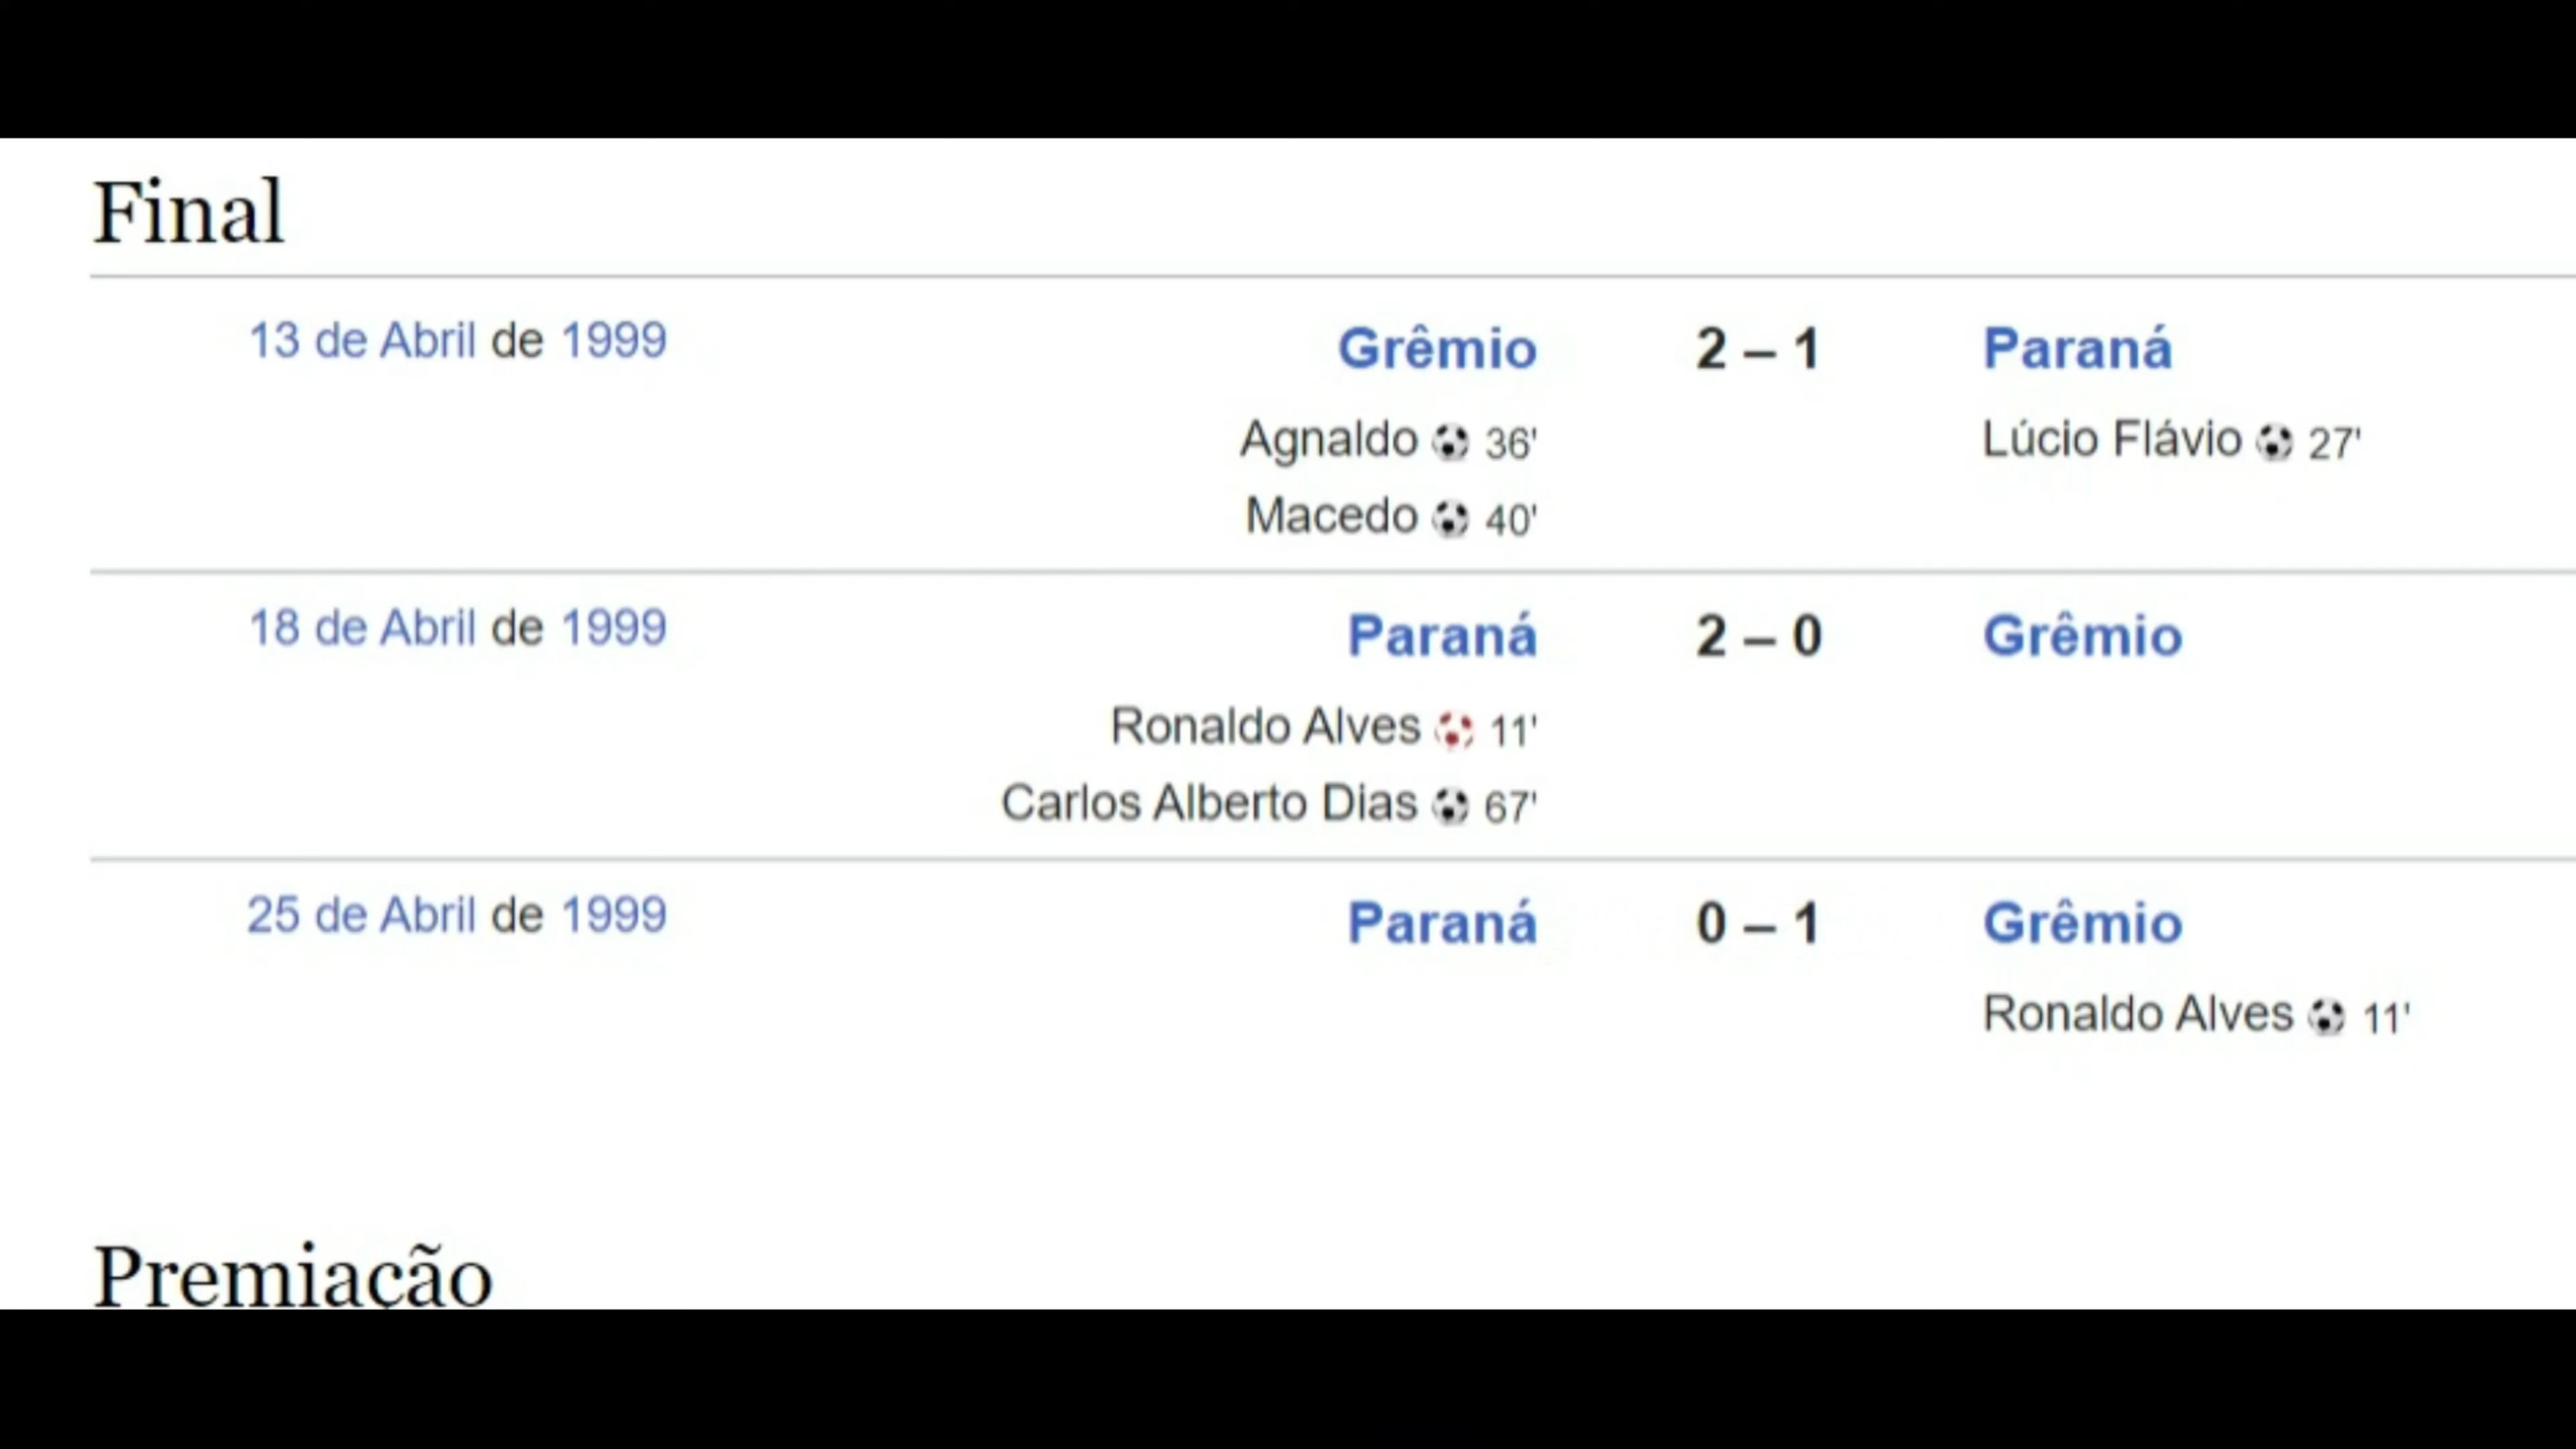 Final
13 de Abril de 1999 Grêmio 2 – 1 Paraná
Agnaldo 36' Lúcio Flávio 27'
Macedo 40'
18 de Abril de 1999 Paraná 2 – 0 Grêmio
Ronaldo Alves 11'
Carlos Alberto Dias 67'
25 de Abril de 1999 Paraná 0 – 1 Grêmio
Ronaldo Alves 11'
Premiação